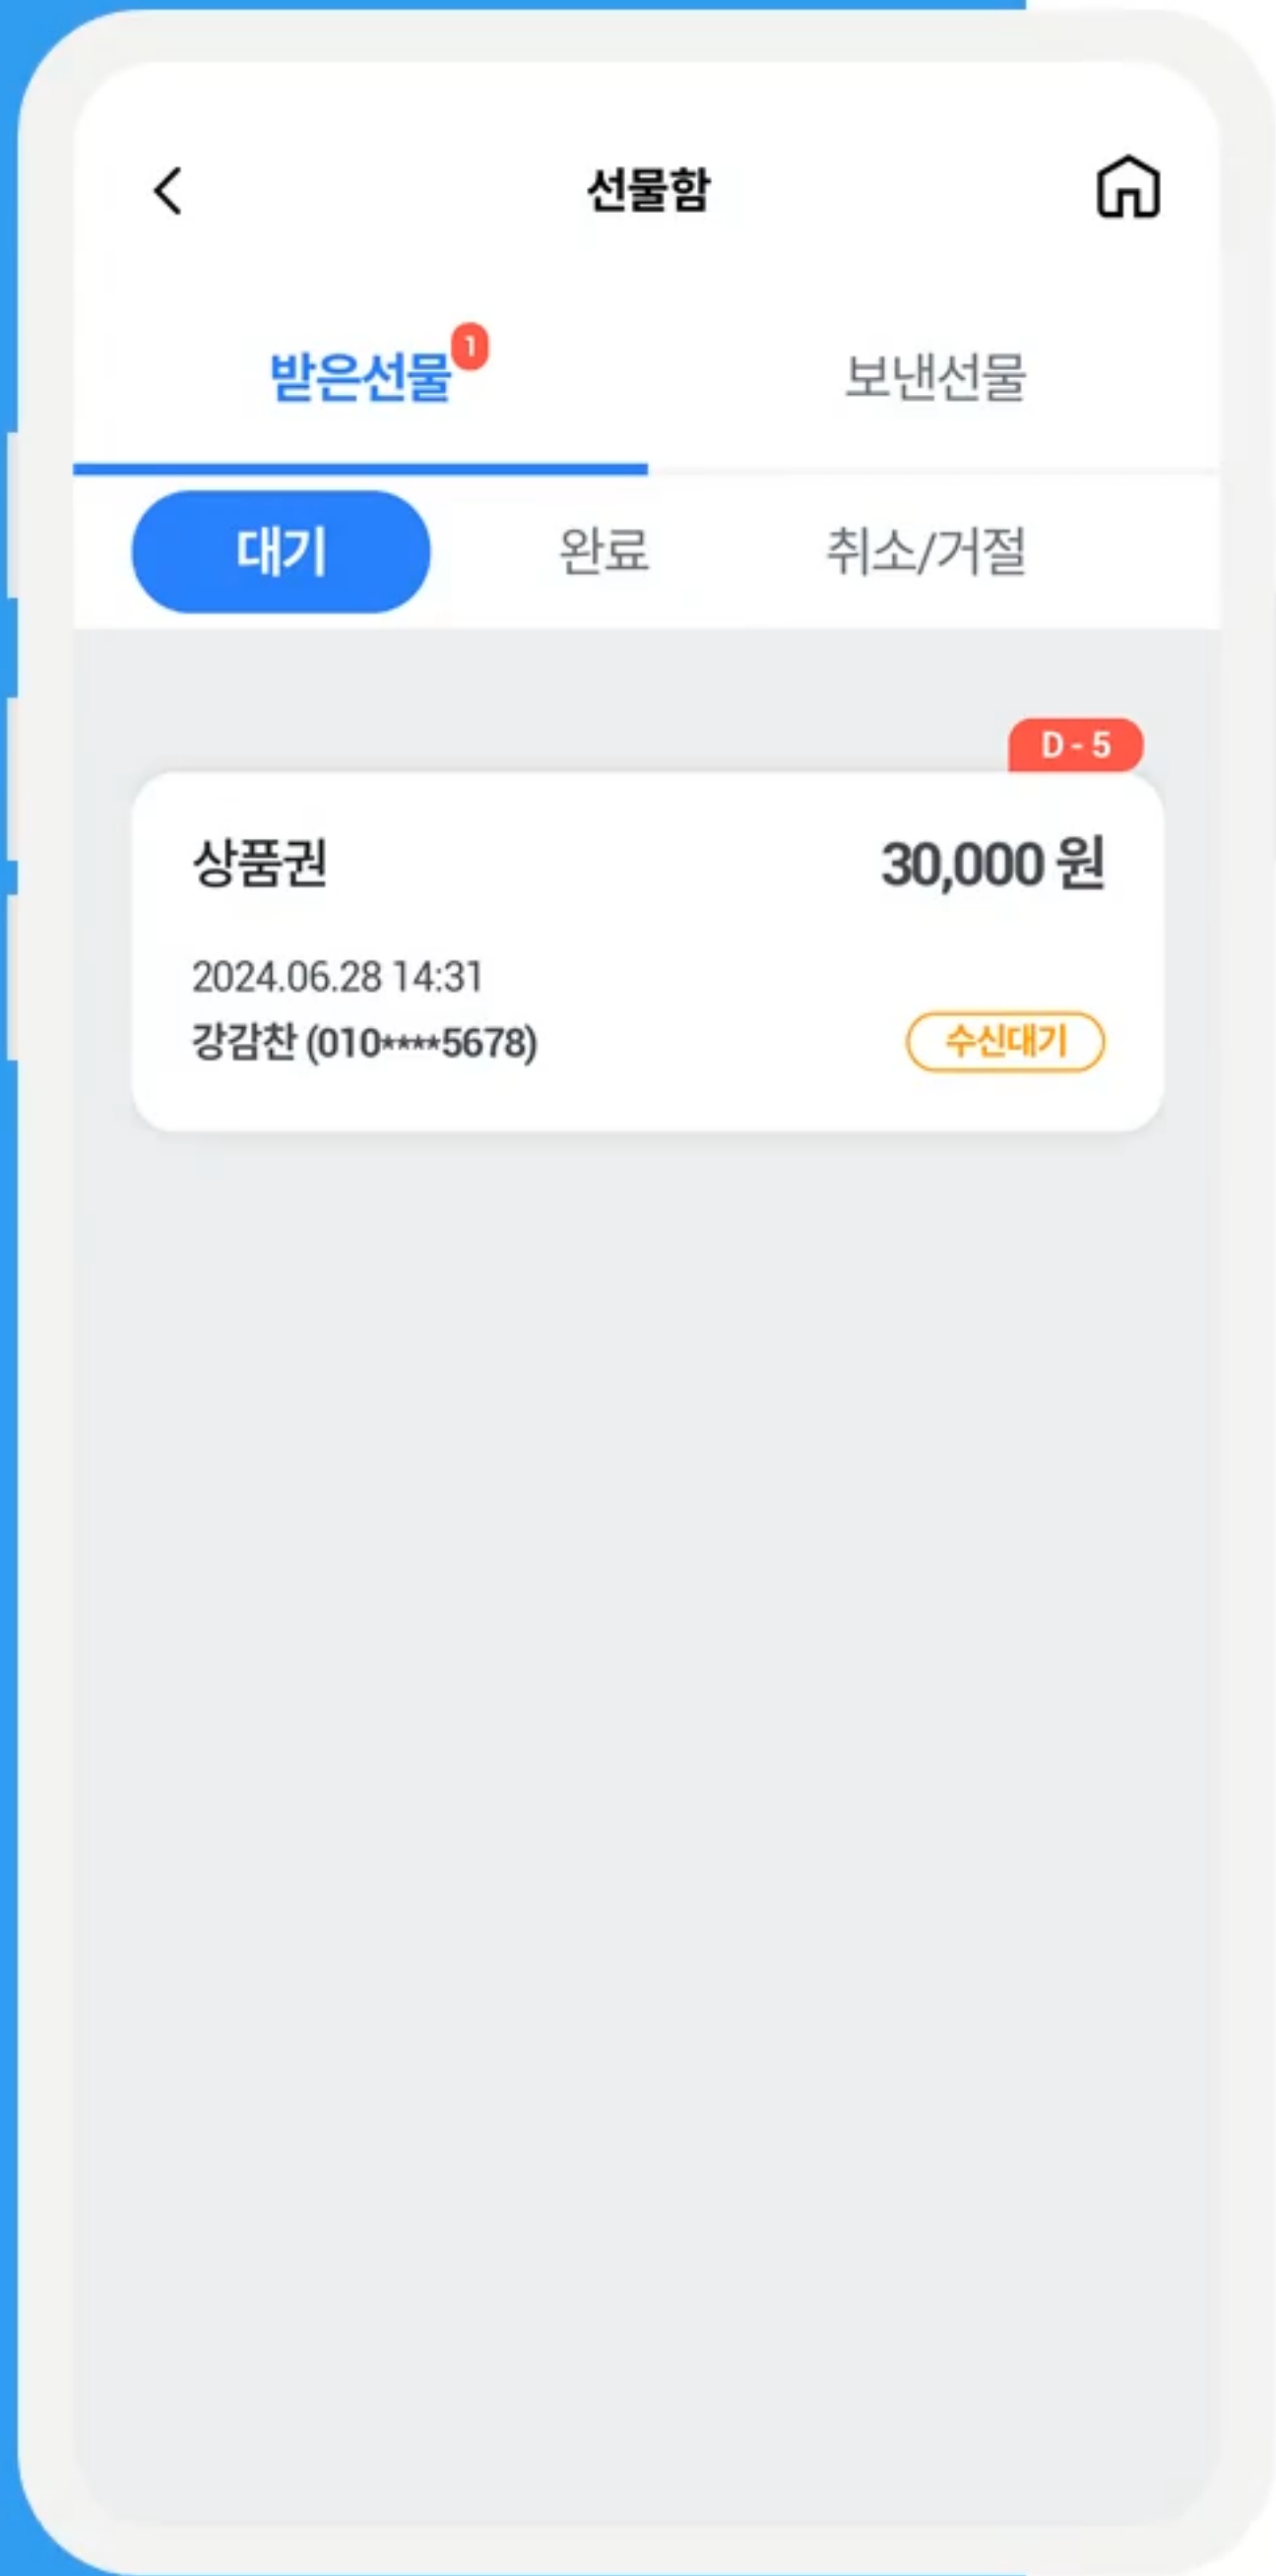 선물함
받은선물 1 보낸선물
대기 완료 취소/거절
D - 5
상품권 30,000 원
2024.06.28 14:31
강감찬 (010****5678) 수신대기